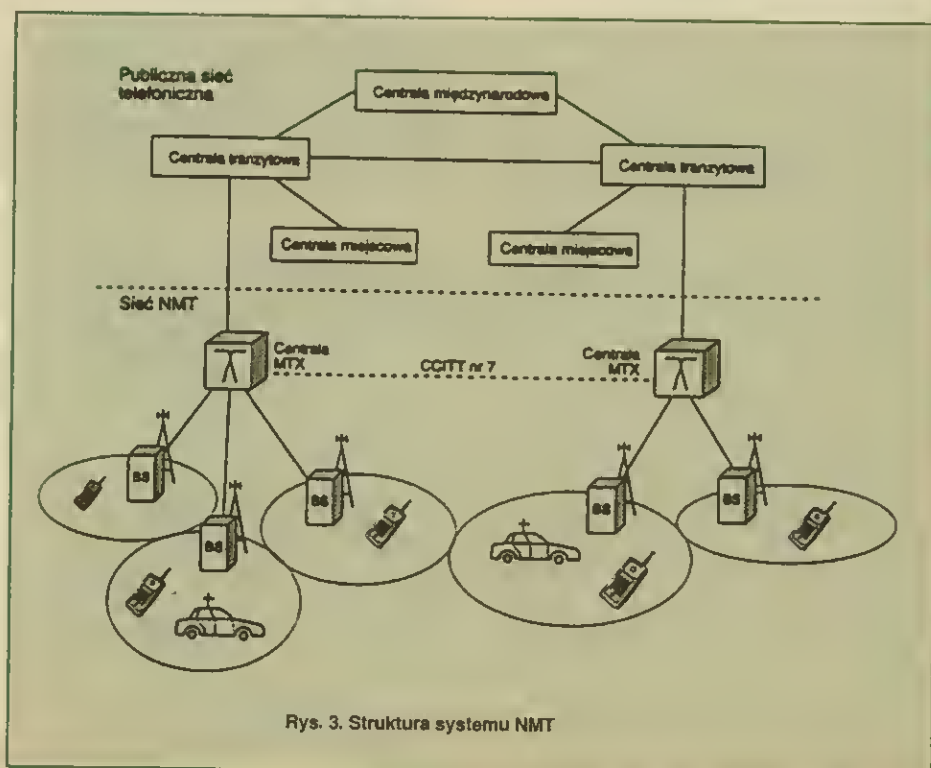 Publiczna sieć
telefoniczna
Centrala międzynarodowa
Centrala tranzytowa
Centrala tranzytowa
Centrala miejscowa
Centrala miejscowa
Sieć NMT
Centrala
MTX
CCITT nr 7
Centrala
MTX
BS
BS
BS
BS
BS
Rys. 3. Struktura systemu NMT